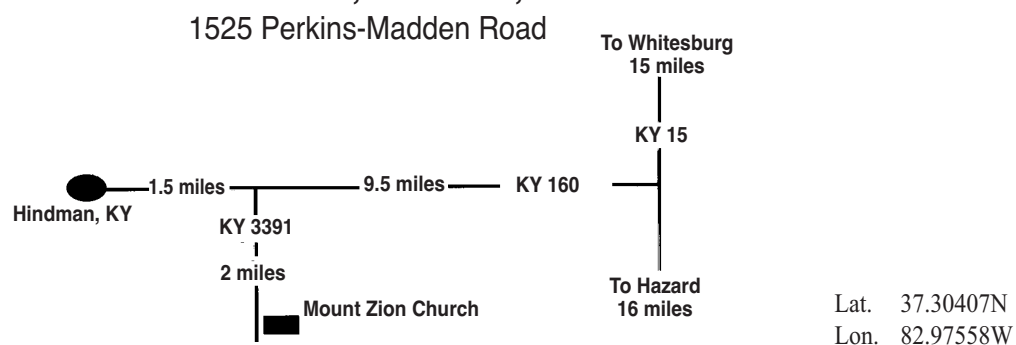 1525 Perkins-Madden Road
To Whitesburg
15 miles
KY 15
1.5 miles
9.5 miles
KY 160
Hindman, KY
KY 3391
2 miles
Mount Zion Church
To Hazard
16 miles
Lat. 37.30407N
Lon. 82.97558W